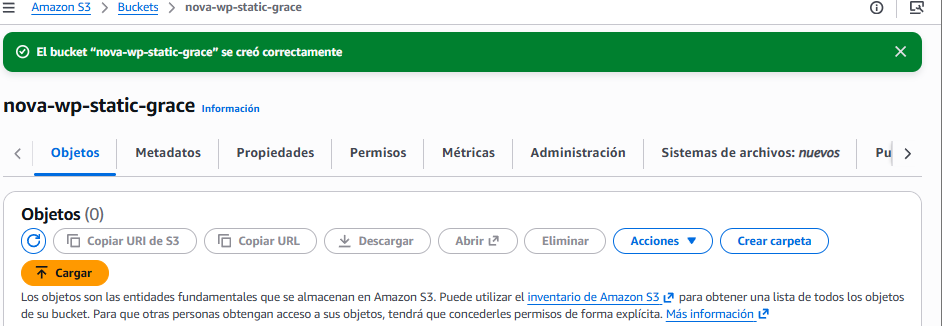 Amazon S3 > Buckets > nova-wp-static-grace
El bucket “nova-wp-static-grace” se creó correctamente
nova-wp-static-grace Información
Objetos Metadatos Propiedades Permisos Métricas Administración Sistemas de archivos: nuevos Pu
Objetos (0)
Copiar URI de S3 Copiar URL Descargar Abrir Eliminar Acciones Crear carpeta
Cargar
Los objetos son las entidades fundamentales que se almacenan en Amazon S3. Puede utilizar el inventario de Amazon S3 para obtener una lista de todos los objetos
de su bucket. Para que otras personas obtengan acceso a sus objetos, tendrá que concederles permisos de forma explícita. Más información